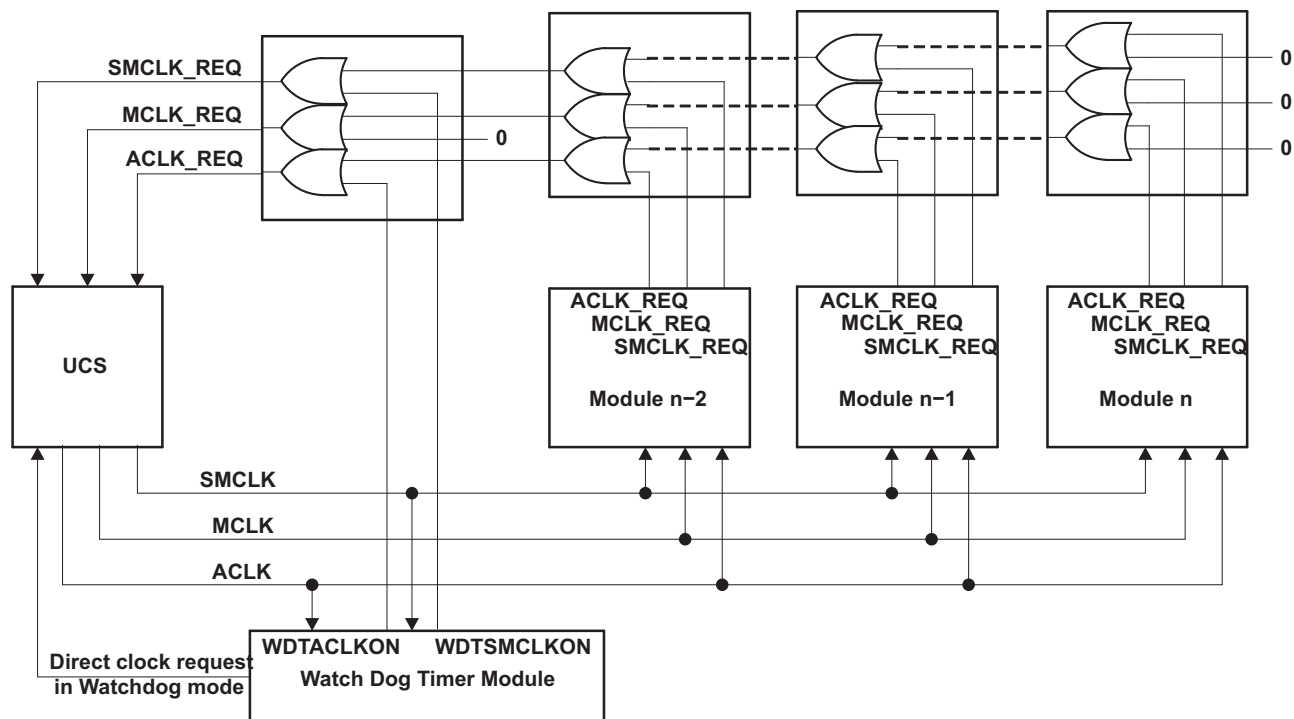 SMCLK_REQ
0
MCLK_REQ
0
0
ACLK_REQ
0
ACLK_REQ
MCLK_REQ
SMCLK_REQ
ACLK_REQ
MCLK_REQ
SMCLK_REQ
ACLK_REQ
MCLK_REQ
SMCLK_REQ
UCS
Module n−2
Module n−1
Module n
SMCLK
MCLK
ACLK
WDTACLKON
WDTSMCLKON
Direct clock request
in Watchdog mode
Watch Dog Timer Module